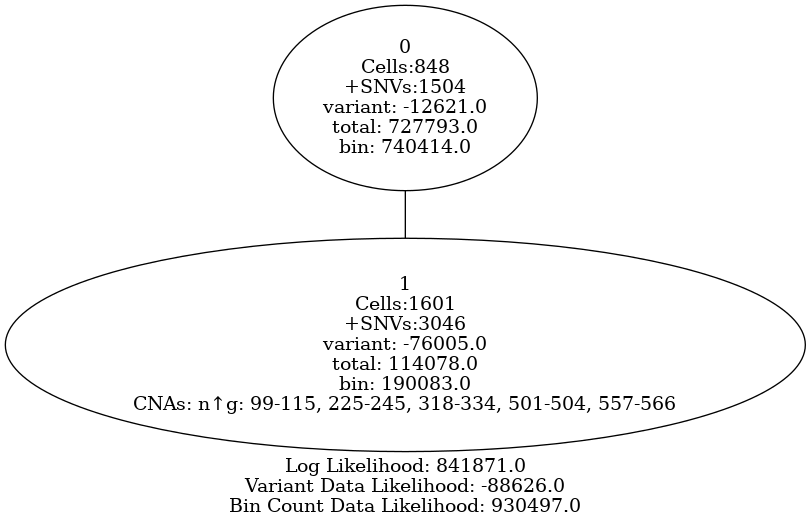 0
Cells:848
+SNVs:1504
variant: -12621.0
total: 727793.0
bin: 740414.0
1
Cells:1601
+SNVs:3046
variant: -76005.0
total: 114078.0
bin: 190083.0
CNAs: n↑g: 99-115, 225-245, 318-334, 501-504, 557-566
Log Likelihood: 841871.0
Variant Data Likelihood: -88626.0
Bin Count Data Likelihood: 930497.0